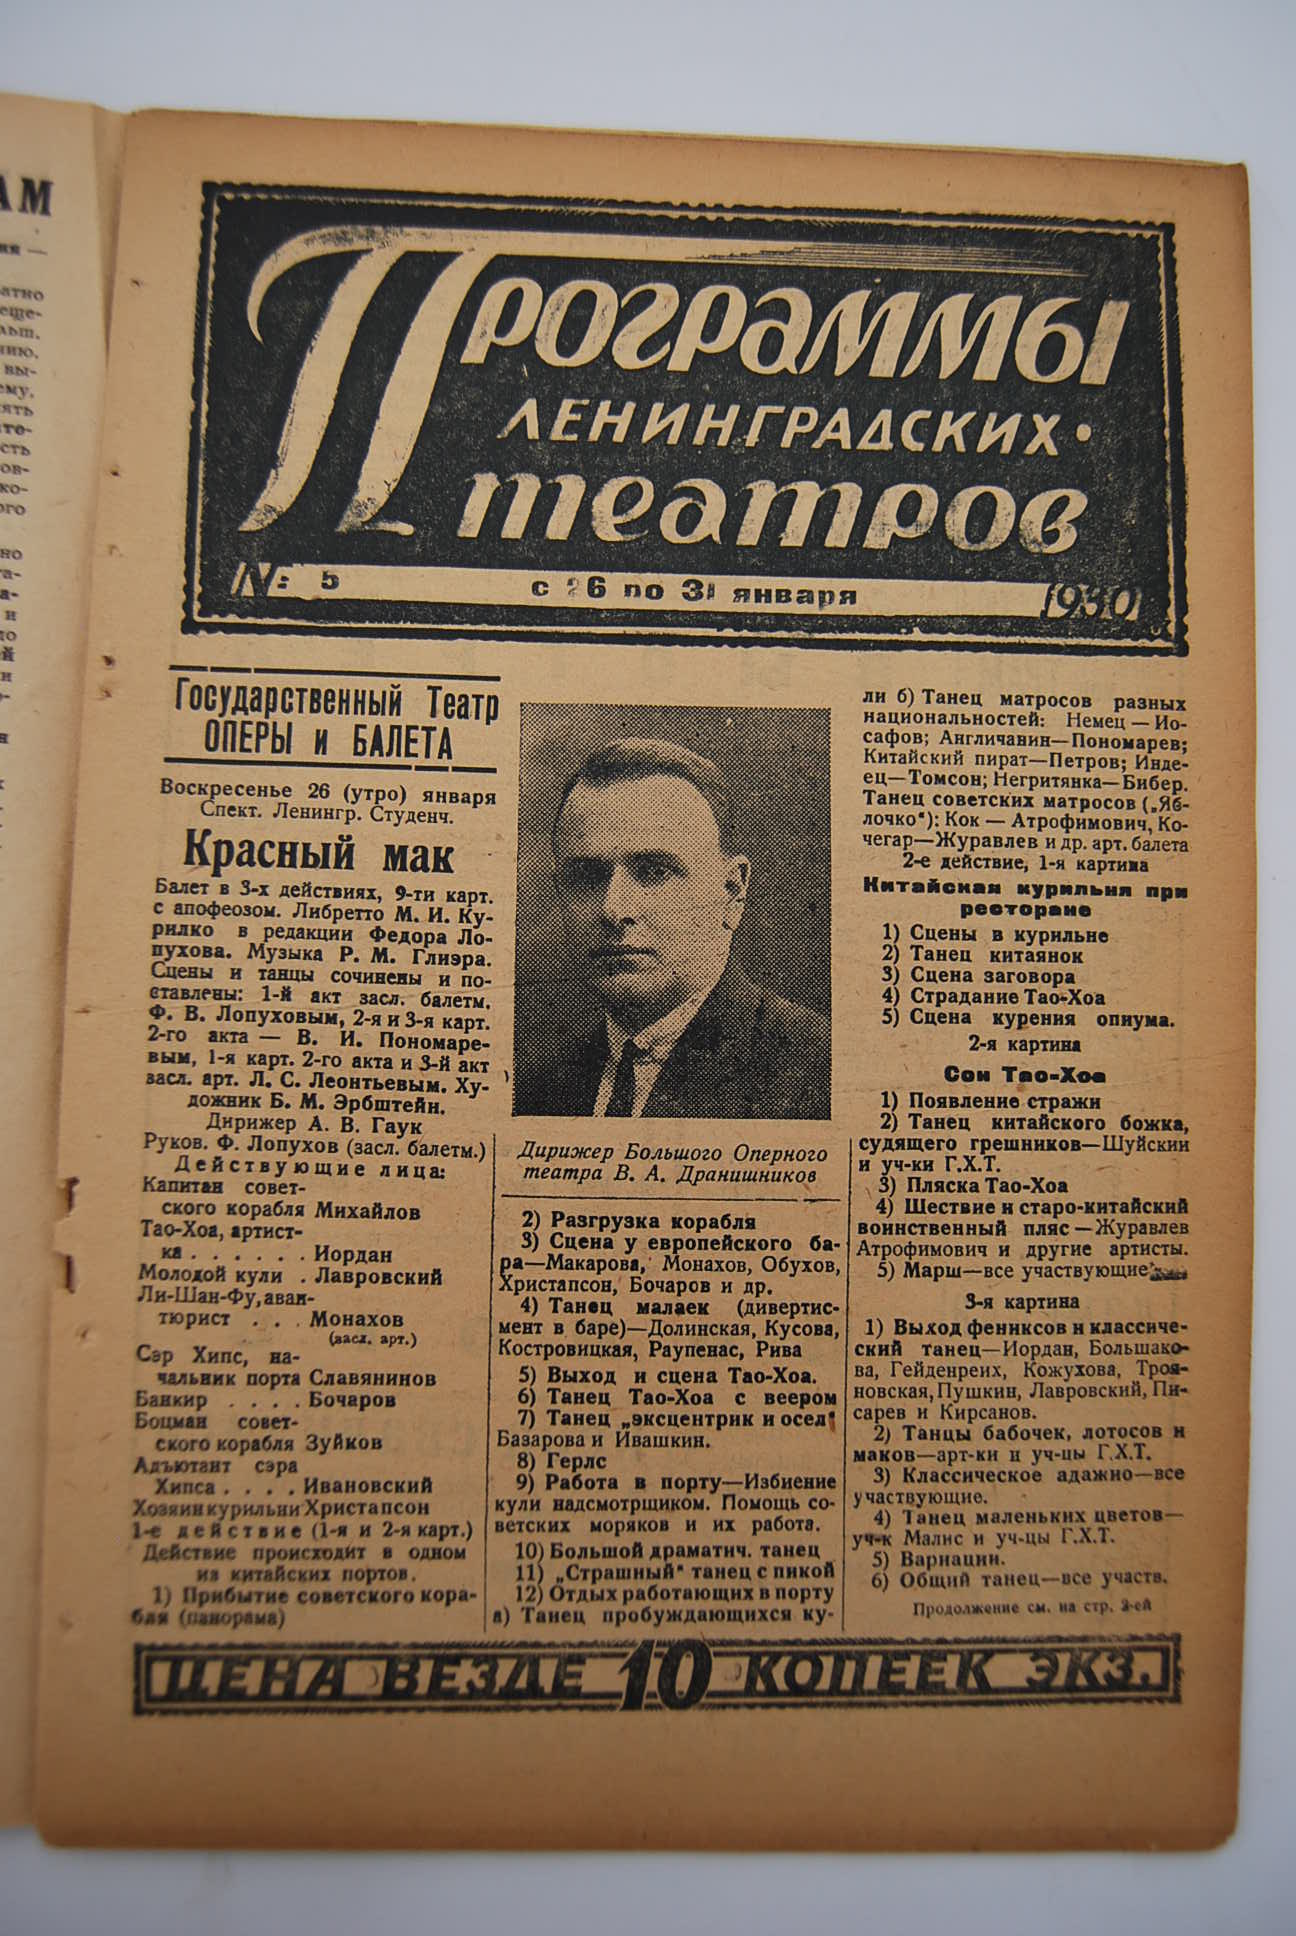 АМ
ия —
атно
еще-
льш.
нию.
вы-
ему,
ять
сть
ов-
ко-
ого
но
и
до
ей
и
Программы
ЛЕНИНГРАДСКИХ
театров
№ 5 с 26 по 31 января 1930
Государственный Театр
ОПЕРЫ и БАЛЕТА
Воскресенье 26 (утро) января
Спект. Ленингр. Студенч.
Красный мак
Балет в 3-х действиях, 9-ти карт.
с апофеозом. Либретто М. И. Ку-
рилко в редакции Федора Ло-
пухова. Музыка Р. М. Глиэра.
Сцены и танцы сочинены и по-
ставлены: 1-й акт засл. балетм.
Ф. В. Лопуховым, 2-я и 3-я карт.
2-го акта — В. И. Пономаре-
вым, 1-я карт. 2-го акта и 3-й акт
засл. арт. Л. С. Леонтьевым. Ху-
дожник Б. М. Эрбштейн.
Дирижер А. В. Гаук
Руков. Ф. Лопухов (засл. балетм.)
Действующие лица:
Капитан совет-
ского корабля Михайлов
Тао-Хоа, артист-
ка . . . . . . Иордан
Молодой кули . Лавровский
Ли-Шан-Фу, аван-
тюрист . . . Монахов
(засл. арт.)
Сэр Хипс, на-
чальник порта Славянинов
Банкир . . . . Бочаров
Боцман совет-
ского корабля Зуйков
Адъютант сэра
Хипса . . . . Ивановский
Хозяин курильни Христапсон
1-е действие (1-я и 2-я карт.)
Действие происходит в одном
из китайских портов.
1) Прибытие советского кора-
бля (панорама)
Дирижер Большого Оперного
театра В. А. Дранишников
2) Разгрузка корабля
3) Сцена у европейского ба-
ра—Макарова, Монахов, Обухов,
Христапсон, Бочаров и др.
4) Танец малаек (дивертис-
мент в баре)—Долинская, Кусова,
Костровицкая, Раупенас, Рива
5) Выход и сцена Тао-Хоа.
6) Танец Тао-Хоа с веером
7) Танец „эксцентрик и осел“
Базарова и Ивашкин.
8) Герлс
9) Работа в порту—Избиение
кули надсмотрщиком. Помощь со-
ветских моряков и их работа.
10) Большой драматич. танец
11) „Страшный“ танец с пикой
12) Отдых работающих в порту
а) Танец пробуждающихся ку-
ли б) Танец матросов разных
национальностей: Немец — Ио-
сафов; Англичанин—Пономарев;
Китайский пират—Петров; Инде-
ец—Томсон; Негритянка—Бибер.
Танец советских матросов („Яб-
лочко“): Кок — Атрофимович, Ко-
чегар—Журавлев и др. арт. балета
2-е действие, 1-я картина
Китайская курильня при
ресторане
1) Сцены в курильне
2) Танец китаянок
3) Сцена заговора
4) Страдание Тао-Хоа
5) Сцена курения опиума.
2-я картина
Сон Тао-Хоа
1) Появление стражи
2) Танец китайского божка,
судящего грешников—Шуйский
и уч-ки Г.Х.Т.
3) Пляска Тао-Хоа
4) Шествие и старо-китайский
воинственный пляс — Журавлев
Атрофимович и другие артисты.
5) Марш—все участвующие
3-я картина
1) Выход фениксов и классиче-
ский танец—Иордан, Большако-
ва, Гейденрейх, Кожухова, Троя-
новская, Пушкин, Лавровский, Пи-
сарев и Кирсанов.
2) Танцы бабочек, лотосов и
маков—арт-ки и уч-цы Г.Х.Т.
3) Классическое адажио—все
участвующие.
4) Танец маленьких цветов—
уч-к Малис и уч-цы Г.Х.Т.
5) Вариации.
6) Общий танец—все участв.
Продолжение см. на стр. 2-ей
ЦЕНА ВЕЗДЕ 10 КОПЕЕК ЭКЗ.